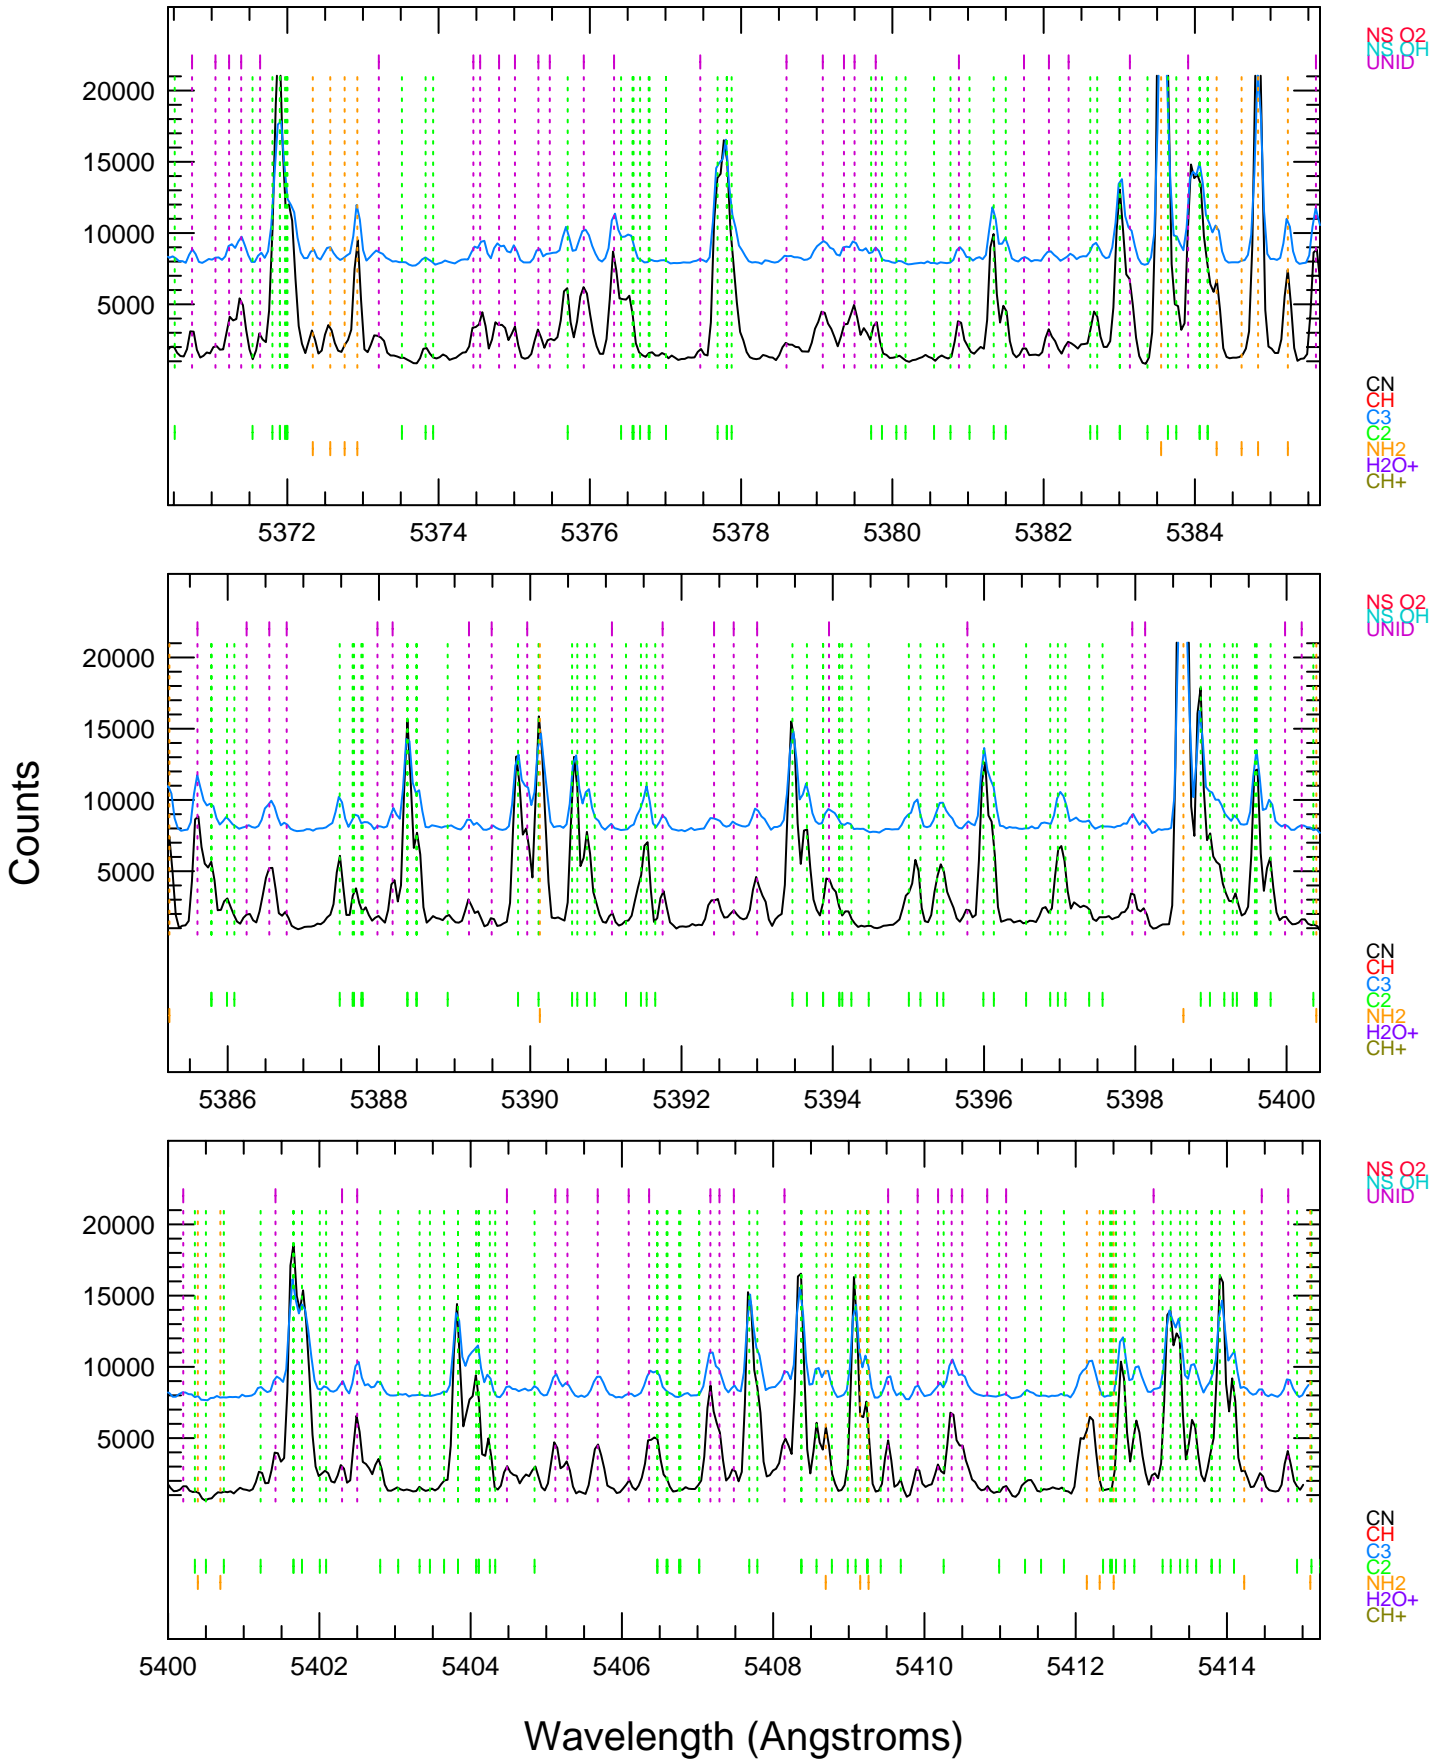 NS O2
NS OH
UNID
20000
15000
10000
5000
CN
CH
C3
C2
NH2
H2O+
CH+
5372 5374 5376 5378 5380 5382 5384
NS O2
NS OH
UNID
20000
15000
10000
5000
Counts
CN
CH
C3
C2
NH2
H2O+
CH+
5386 5388 5390 5392 5394 5396 5398 5400
NS O2
NS OH
UNID
20000
15000
10000
5000
CN
CH
C3
C2
NH2
H2O+
CH+
5400 5402 5404 5406 5408 5410 5412 5414
Wavelength (Angstroms)